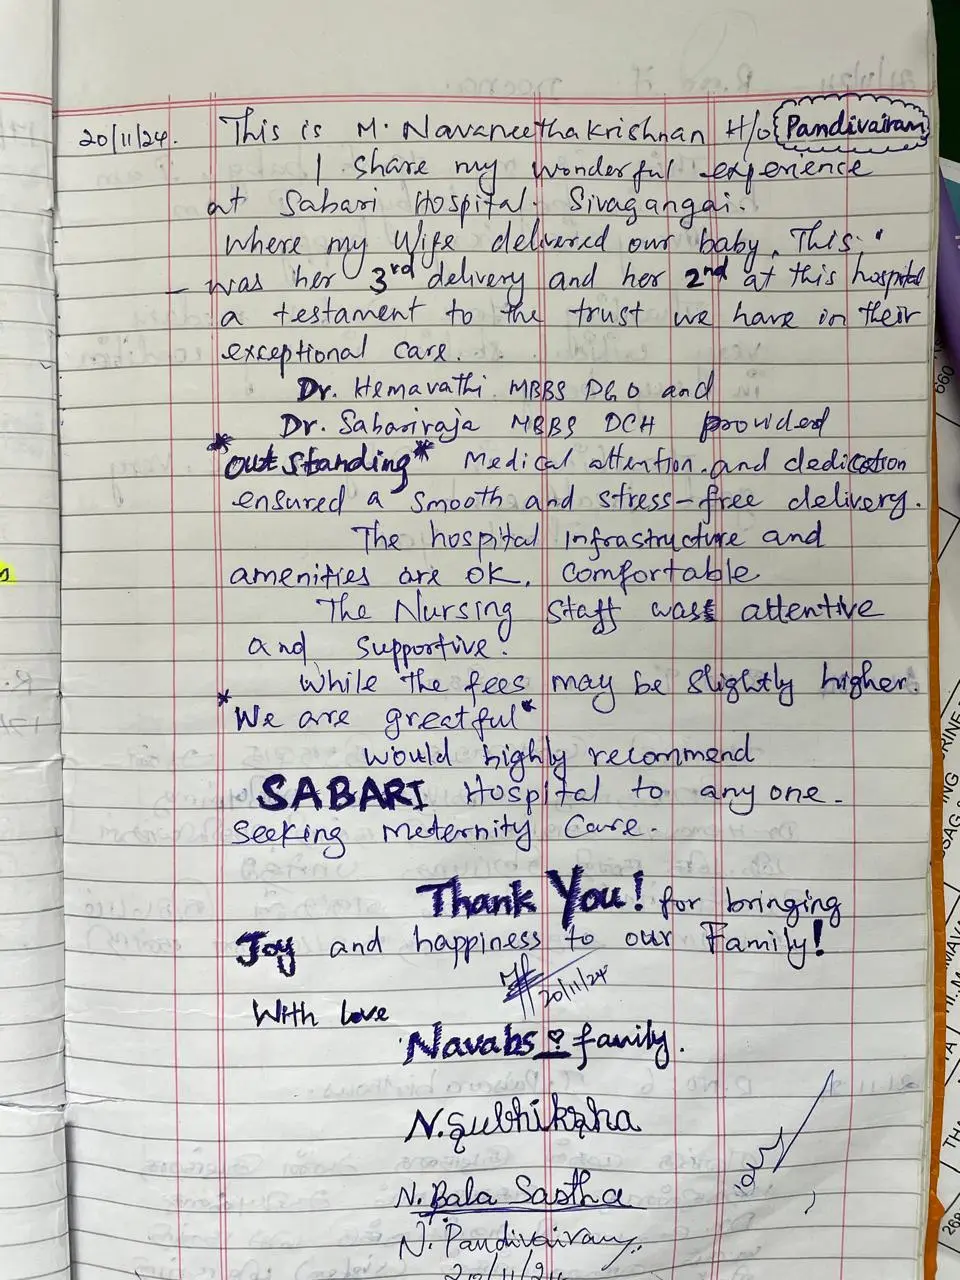 20/11/24. This is M. Navaneethakrishnan H/o Pandivairam
I share my wonderful experience
at Sabari Hospital. Sivagangai.
Where my Wife delivered our baby. This
- was her 3rd delivery and her 2nd at this hospital
a testament to the trust we have in their
exceptional care.
Dr. Hemavathi MBBS DGO and
Dr. Sabariraja MBBS DCH provided
*Outstanding* Medical attention and dedication
ensured a smooth and stress-free delivery.
The hospital infrastructure and
amenities are OK, Comfortable
The Nursing Staff was attentive
and supportive.
While the fees may be slightly higher.
*We are greatful*
would highly recommend
SABARI Hospital to any one.
Seeking Meternity Care.
Thank You! for bringing
Joy and happiness to our Family!
20/11/24
With love
Navabs family.
N. Subhiksha
N. Bala Sastha
N. Pandivairam
20/11/24